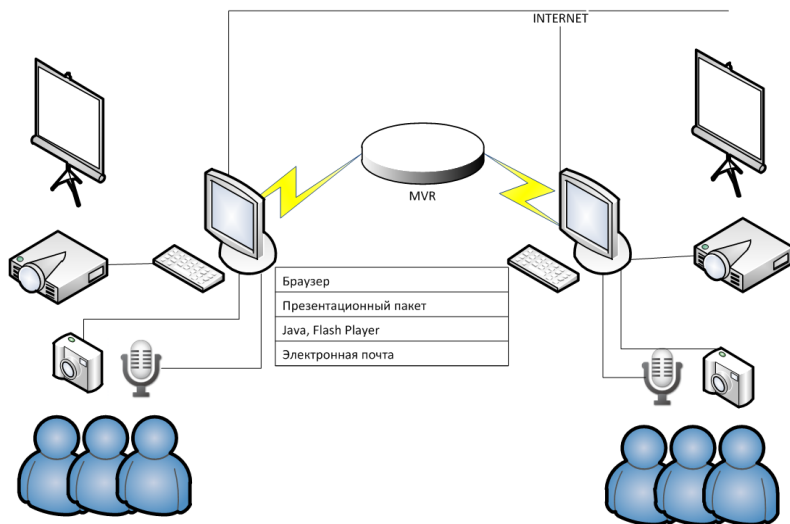 INTERNET
MVR
Браузер
Презентационный пакет
Java, Flash Player
Электронная почта